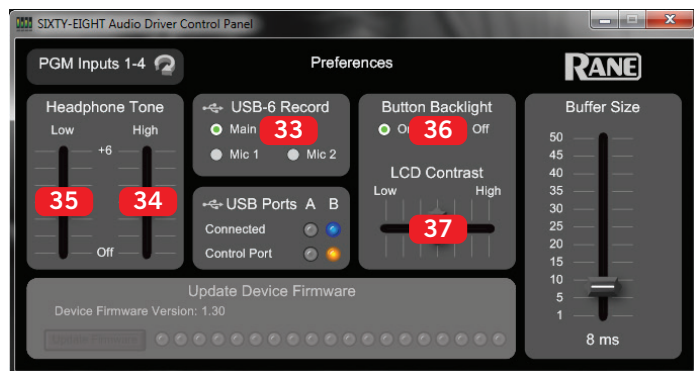 SIXTY-EIGHT Audio Driver Control Panel
PGM Inputs 1-4
Preferences
RANE
Headphone Tone
Low High
+6
35 34
Off
USB-6 Record
Main 33
Mic 1 Mic 2
USB Ports A B
Connected
Control Port
Button Backlight
36 Off
LCD Contrast
Low High
37
Buffer Size
50
45
40
35
30
25
20
15
10
5
1
8 ms
Update Device Firmware
Device Firmware Version: 1.30
Update Firmware